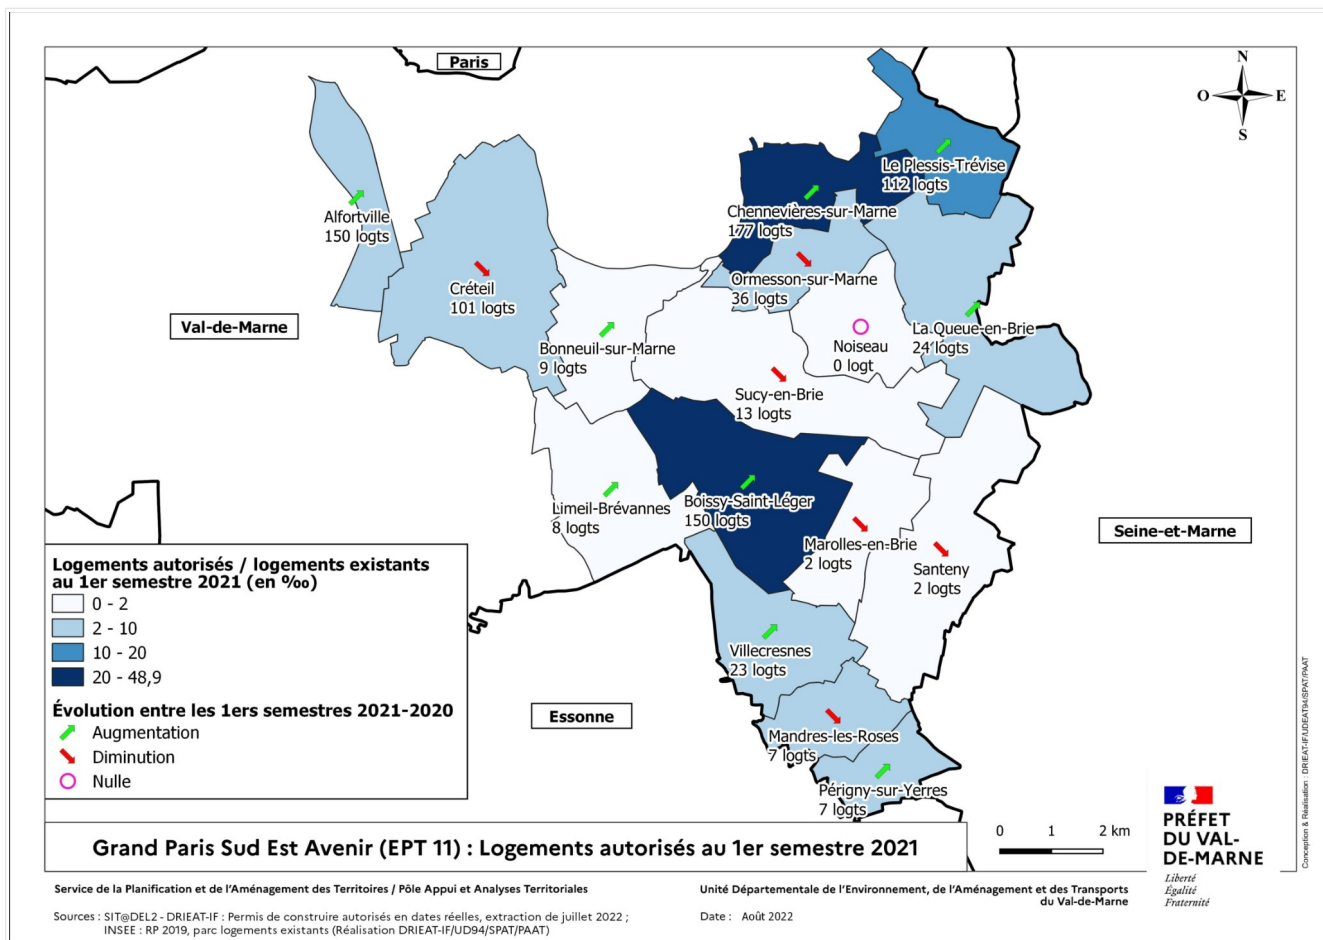 Paris
N
O
E
S
Le Plessis-Trévise
112 logts
Alfortville
150 logts
Chennevières-sur-Marne
177 logts
Créteil
101 logts
Ormesson-sur-Marne
36 logts
Val-de-Marne
La Queue-en-Brie
24 logts
Noiseau
0 logt
Bonneuil-sur-Marne
9 logts
Sucy-en-Brie
13 logts
Limeil-Brévannes
8 logts
Boissy-Saint-Léger
150 logts
Marolles-en-Brie
2 logts
Santeny
2 logts
Seine-et-Marne
Villecresnes
23 logts
Essonne
Mandres-les-Roses
7 logts
Périgny-sur-Yerres
7 logts
Logements autorisés / logements existants
au 1er semestre 2021 (en ‰)
0 - 2
2 - 10
10 - 20
20 - 48,9
Évolution entre les 1ers semestres 2021-2020
Augmentation
Diminution
Nulle
Grand Paris Sud Est Avenir (EPT 11) : Logements autorisés au 1er semestre 2021
0 1 2 km
PRÉFET
DU VAL-
DE-MARNE
Liberté
Égalité
Fraternité
Conception & Réalisation : DRIEAT-IF/UDEAT94/SPAT/PAAT
Service de la Planification et de l'Aménagement des Territoires / Pôle Appui et Analyses Territoriales
Unité Départementale de l'Environnement, de l'Aménagement et des Transports
du Val-de-Marne
Sources : SIT@DEL2 - DRIEAT-IF : Permis de construire autorisés en dates réelles, extraction de juillet 2022 ;
INSEE : RP 2019, parc logements existants (Réalisation DRIEAT-IF/UD94/SPAT/PAAT)
Date : Août 2022